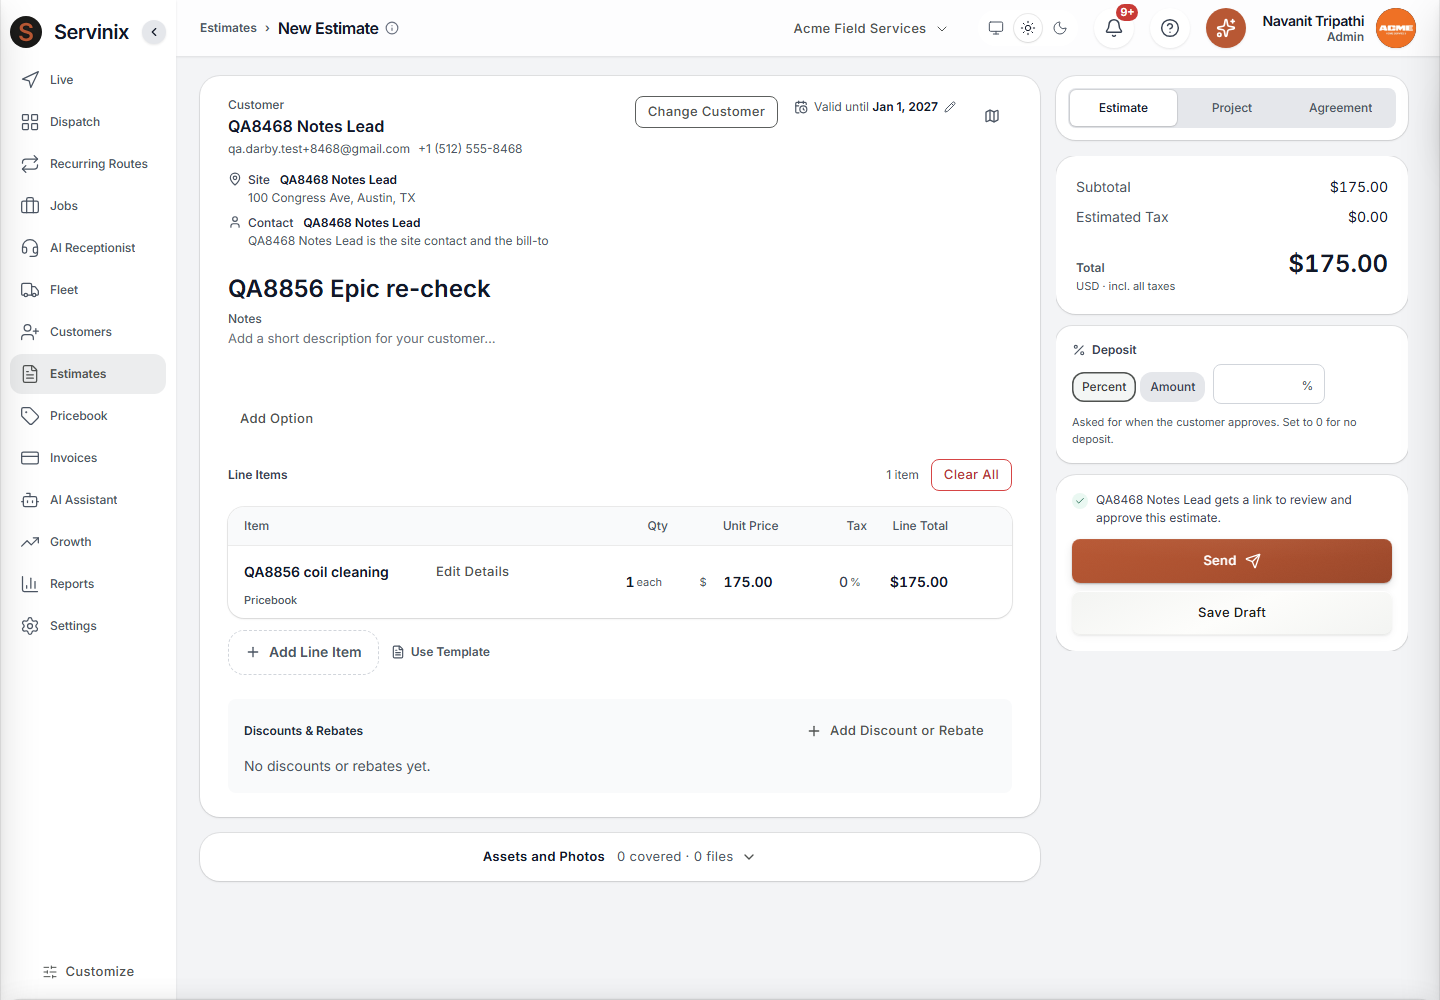 S Servinix
Live
Dispatch
Recurring Routes
Jobs
AI Receptionist
Fleet
Customers
Estimates
Pricebook
Invoices
AI Assistant
Growth
Reports
Settings
Customize
Estimates › New Estimate
Acme Field Services
9+
Navanit Tripathi
Admin
ACME
Customer
QA8468 Notes Lead
qa.darby.test+8468@gmail.com +1 (512) 555-8468
Change Customer
Valid until Jan 1, 2027
Site QA8468 Notes Lead
100 Congress Ave, Austin, TX
Contact QA8468 Notes Lead
QA8468 Notes Lead is the site contact and the bill-to
QA8856 Epic re-check
Notes
Add a short description for your customer...
Add Option
Line Items
1 item
Clear All
Item Qty Unit Price Tax Line Total
QA8856 coil cleaning Edit Details 1 each $ 175.00 0 % $175.00
Pricebook
Add Line Item
Use Template
Discounts & Rebates
Add Discount or Rebate
No discounts or rebates yet.
Assets and Photos 0 covered · 0 files
Estimate Project Agreement
Subtotal $175.00
Estimated Tax $0.00
Total $175.00
USD · incl. all taxes
% Deposit
Percent Amount %
Asked for when the customer approves. Set to 0 for no
deposit.
QA8468 Notes Lead gets a link to review and
approve this estimate.
Send
Save Draft